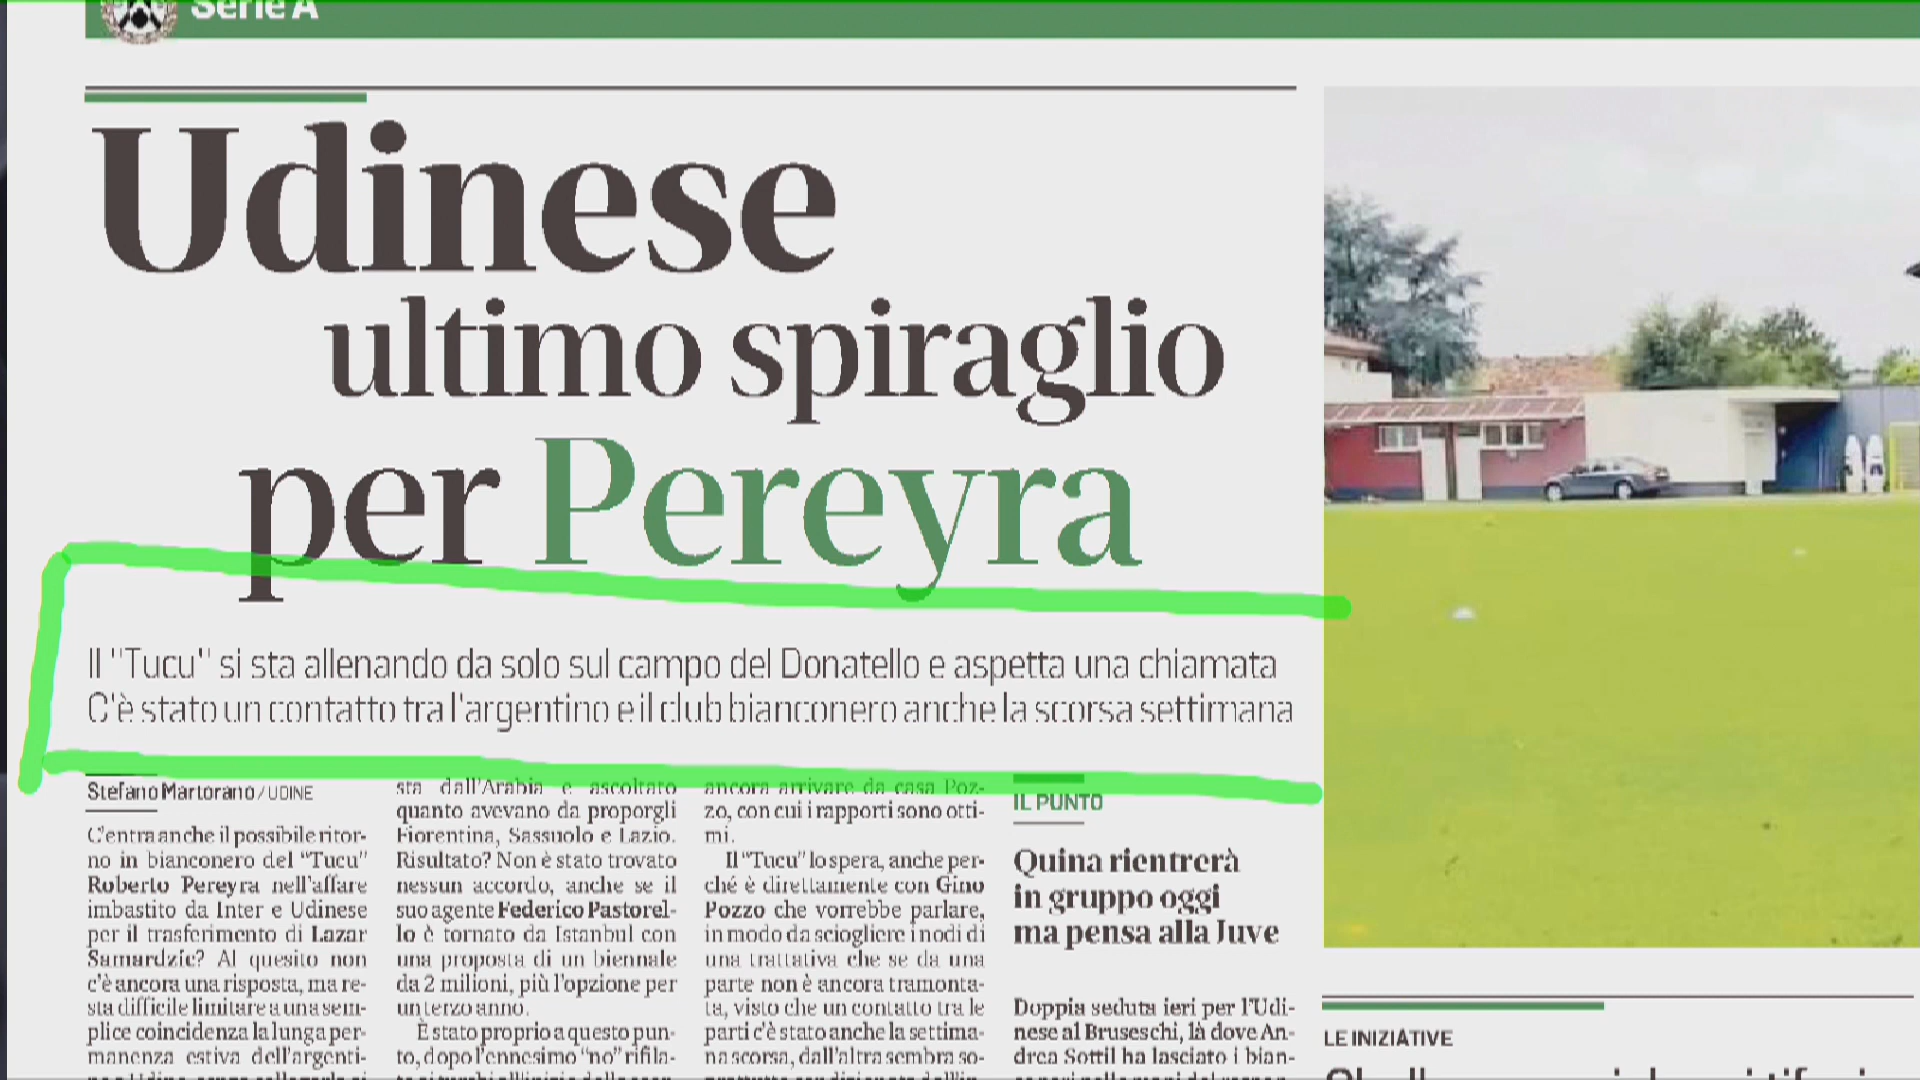 Serie A
Udinese
ultimo spiraglio
per Pereyra
Il "Tucu" si sta allenando da solo sul campo del Donatello e aspetta una chiamata
C'è stato un contatto tra l'argentino e il club bianconero anche la scorsa settimana
Stefano Martorano / UDINE
C'entra anche il possibile ritor-
no in bianconero del "Tucu"
Roberto Pereyra nell'affare
imbastito da Inter e Udinese
per il trasferimento di Lazar
Samardzic? Al quesito non
c'è ancora una risposta, ma re-
sta difficile limitare a una sem-
plice coincidenza la lunga per-
manenza estiva dell'argenti-
sta dall'Arabia e ascoltato
quanto avevano da proporgli
Fiorentina, Sassuolo e Lazio.
Risultato? Non è stato trovato
nessun accordo, anche se il
suo agente Federico Pastorel-
lo è tornato da Istanbul con
una proposta di un biennale
da 2 milioni, più l'opzione per
un terzo anno.
È stato proprio a questo pun-
to, dopo l'ennesimo "no" rifila-
ancora arrivare da casa Poz-
zo, con cui i rapporti sono otti-
mi.
Il "Tucu" lo spera, anche per-
ché è direttamente con Gino
Pozzo che vorrebbe parlare,
in modo da sciogliere i nodi di
una trattativa che se da una
parte non è ancora tramonta-
ta, visto che un contatto tra le
parti c'è stato anche la settima-
na scorsa, dall'altra sembra so-
IL PUNTO
Quina rientrerà
in gruppo oggi
ma pensa alla Juve
Doppia seduta ieri per l'Udi-
nese al Bruseschi, là dove An-
drea Sottil ha lasciato i bian-
LE INIZIATIVE